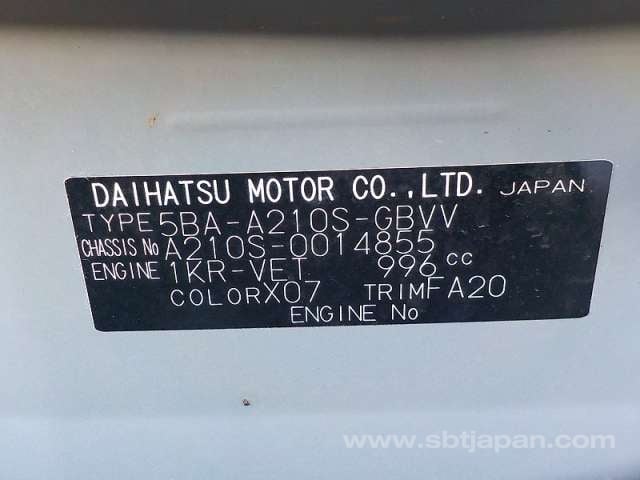 DAIHATSU MOTOR CO.,LTD. JAPAN
TYPE 5BA-A210S-GBVV
CHASSIS No A210S-0014855
ENGINE 1KR-VET 996 cc
COLOR X07 TRIM FA20
ENGINE No
www.sbtjapan.com